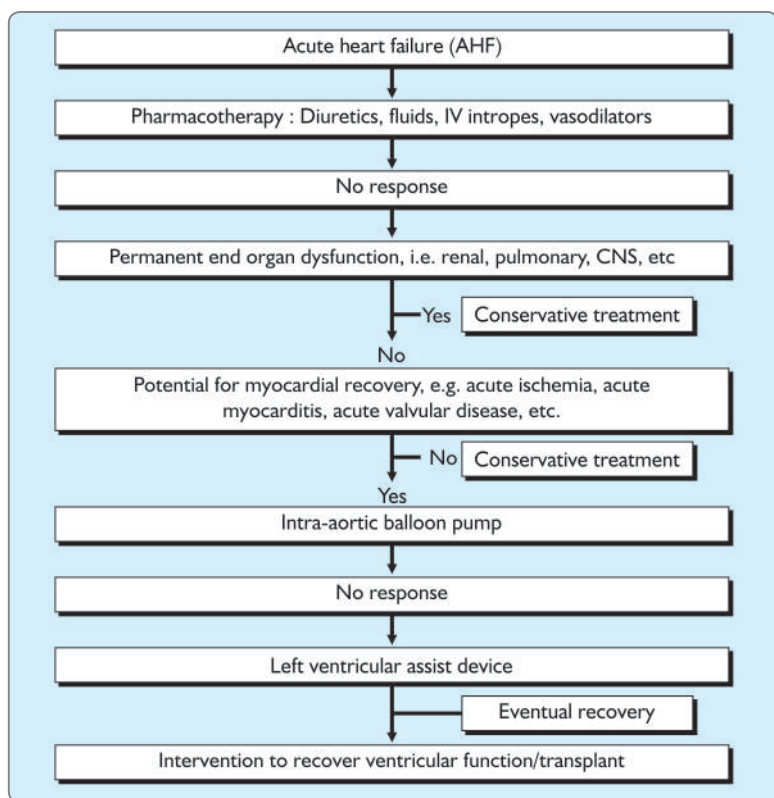 Acute heart failure (AHF)
Pharmacotherapy : Diuretics, fluids, IV intropes, vasodilators
No response
Permanent end organ dysfunction, i.e. renal, pulmonary, CNS, etc
Yes
Conservative treatment
No
Potential for myocardial recovery, e.g. acute ischemia, acute
myocarditis, acute valvular disease, etc.
No
Conservative treatment
Yes
Intra-aortic balloon pump
No response
Left ventricular assist device
Eventual recovery
Intervention to recover ventricular function/transplant